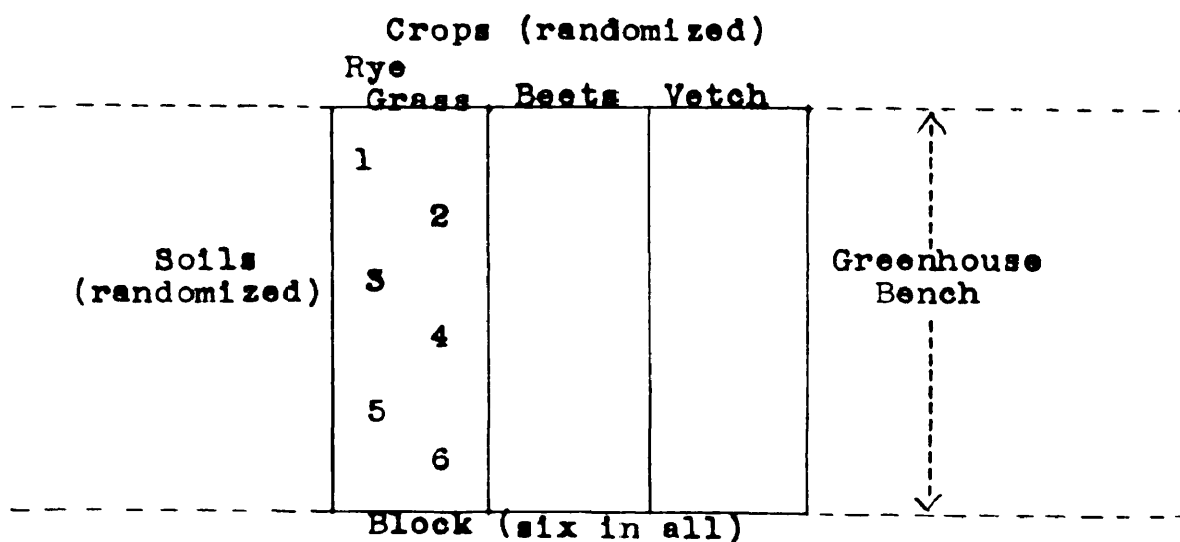 Crops (randomized)
Rye
Grass Beets Vetch
1
2
Soils
(randomized)
3
Greenhouse
Bench
4
5
6
Block (six in all)